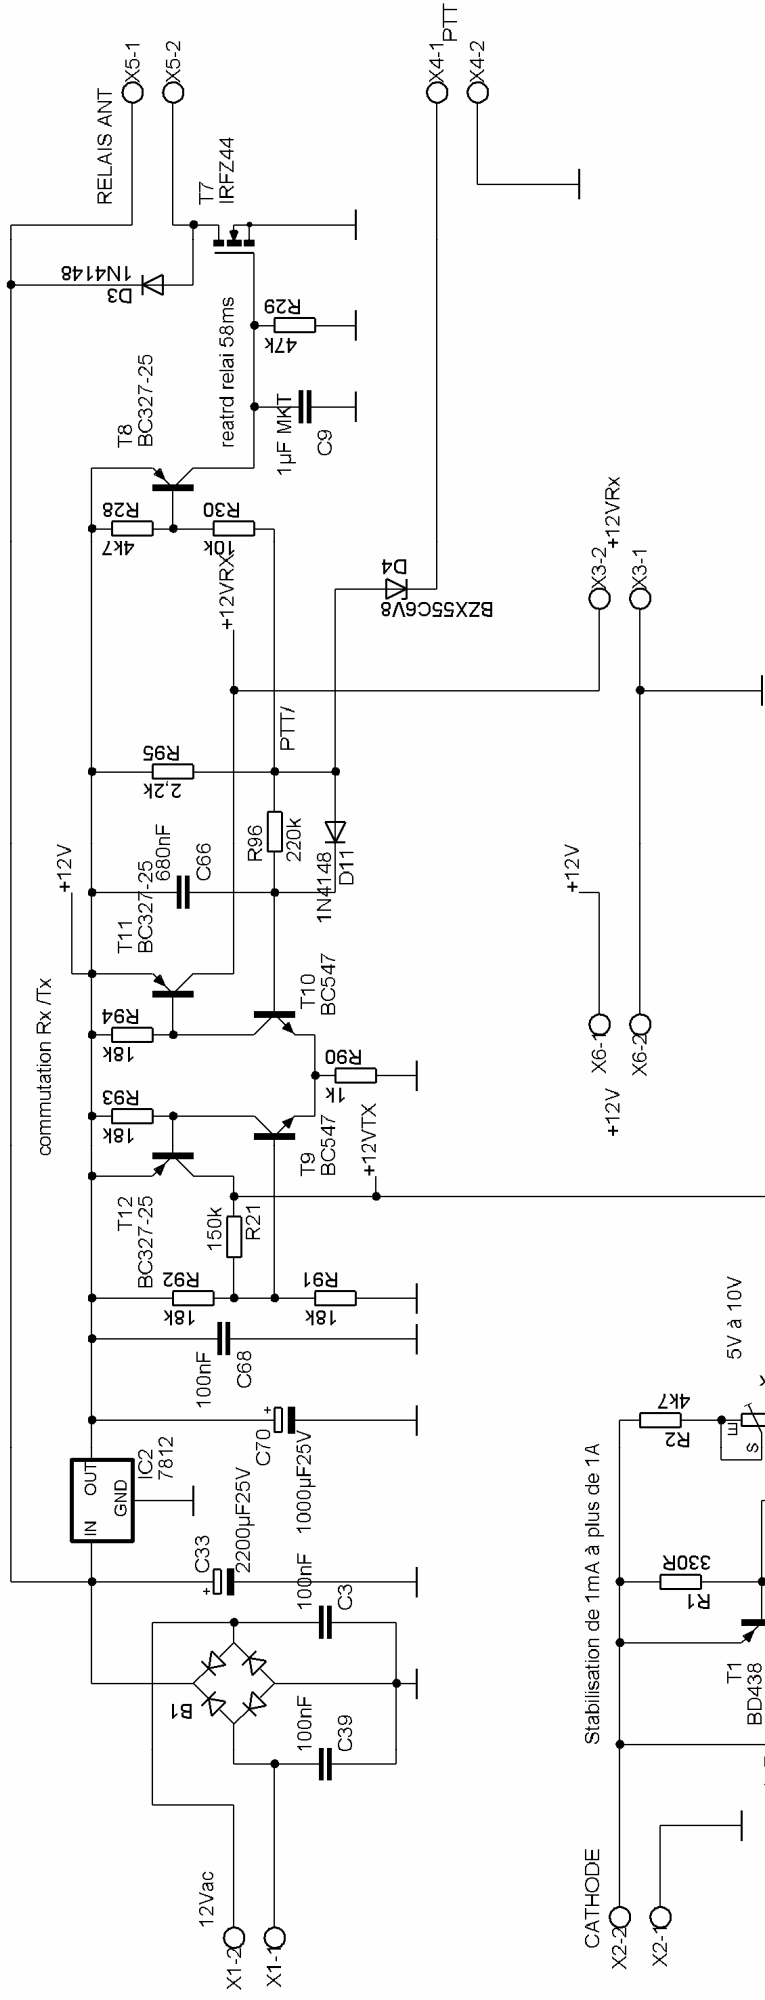 commutation Rx /Tx
X1-2
X1-1
12Vac
B1
100nF
C39
100nF
C3
C33
2200µF25V
IN
OUT
GND
IC2
7812
C70
1000µF25V
100nF
C68
R92
18k
R91
18k
150k
R21
T12
BC327-25
R93
18k
T9
BC547
+12VTX
R90
1k
R94
18k
T10
BC547
T11
BC327-25
+12V
680nF
C66
1N4148
D11
R96
220k
R95
2,2k
PTT/
+12VRX
R28
4k7
R30
10k
T8
BC327-25
D4
BZX55C6V8
1µF MKT
C9
reatrd relai 58ms
R29
47k
D3
1N4148
T7
IRFZ44
RELAIS ANT
X5-1
X5-2
X4-1
PTT
X4-2
X3-2
+12VRx
X3-1
+12V
X6-1
+12V
X6-2
CATHODE
X2-2
X2-1
Stabilisation de 1mA à plus de 1A
T1
BD438
R1
330R
R2
4k7
5V à 10V
E
S